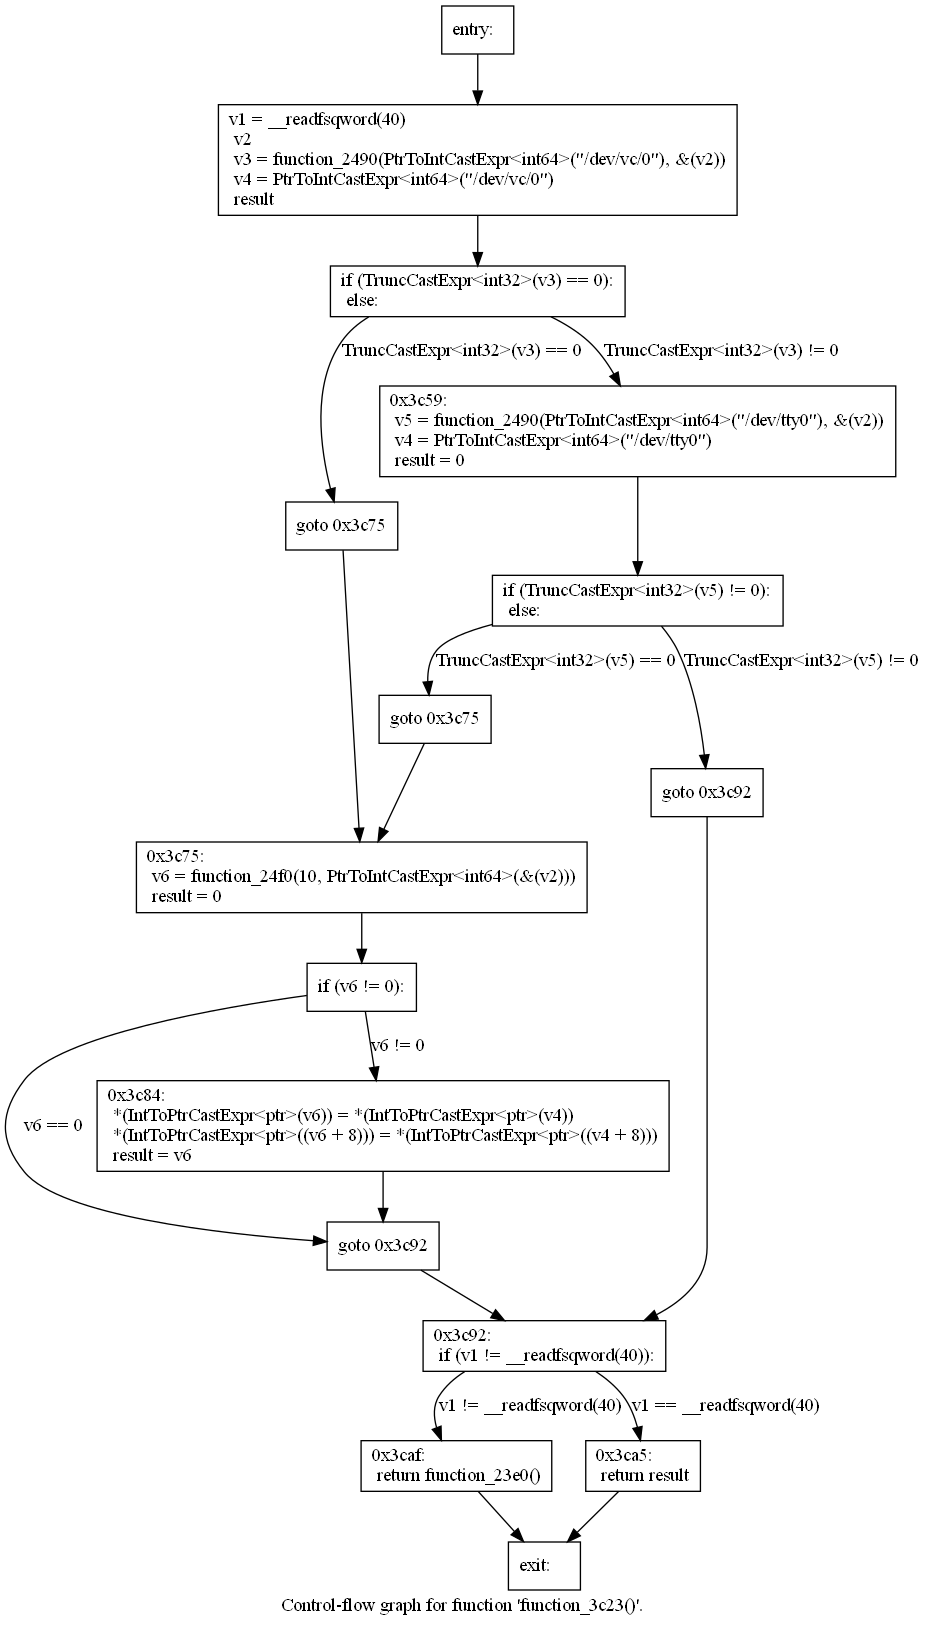 entry:
v1 = __readfsqword(40)
v2
v3 = function_2490(PtrToIntCastExpr<int64>("/dev/vc/0"), &(v2))
v4 = PtrToIntCastExpr<int64>("/dev/vc/0")
result
if (TruncCastExpr<int32>(v3) == 0):
else:
TruncCastExpr<int32>(v3) == 0
TruncCastExpr<int32>(v3) != 0
0x3c59:
v5 = function_2490(PtrToIntCastExpr<int64>("/dev/tty0"), &(v2))
v4 = PtrToIntCastExpr<int64>("/dev/tty0")
result = 0
goto 0x3c75
if (TruncCastExpr<int32>(v5) != 0):
else:
TruncCastExpr<int32>(v5) == 0
TruncCastExpr<int32>(v5) != 0
goto 0x3c75
goto 0x3c92
0x3c75:
v6 = function_24f0(10, PtrToIntCastExpr<int64>(&(v2)))
result = 0
if (v6 != 0):
v6 != 0
v6 == 0
0x3c84:
*(IntToPtrCastExpr<ptr>(v6)) = *(IntToPtrCastExpr<ptr>(v4))
*(IntToPtrCastExpr<ptr>((v6 + 8))) = *(IntToPtrCastExpr<ptr>((v4 + 8)))
result = v6
goto 0x3c92
0x3c92:
if (v1 != __readfsqword(40)):
v1 != __readfsqword(40)
v1 == __readfsqword(40)
0x3caf:
return function_23e0()
0x3ca5:
return result
exit:
Control-flow graph for function 'function_3c23()'.